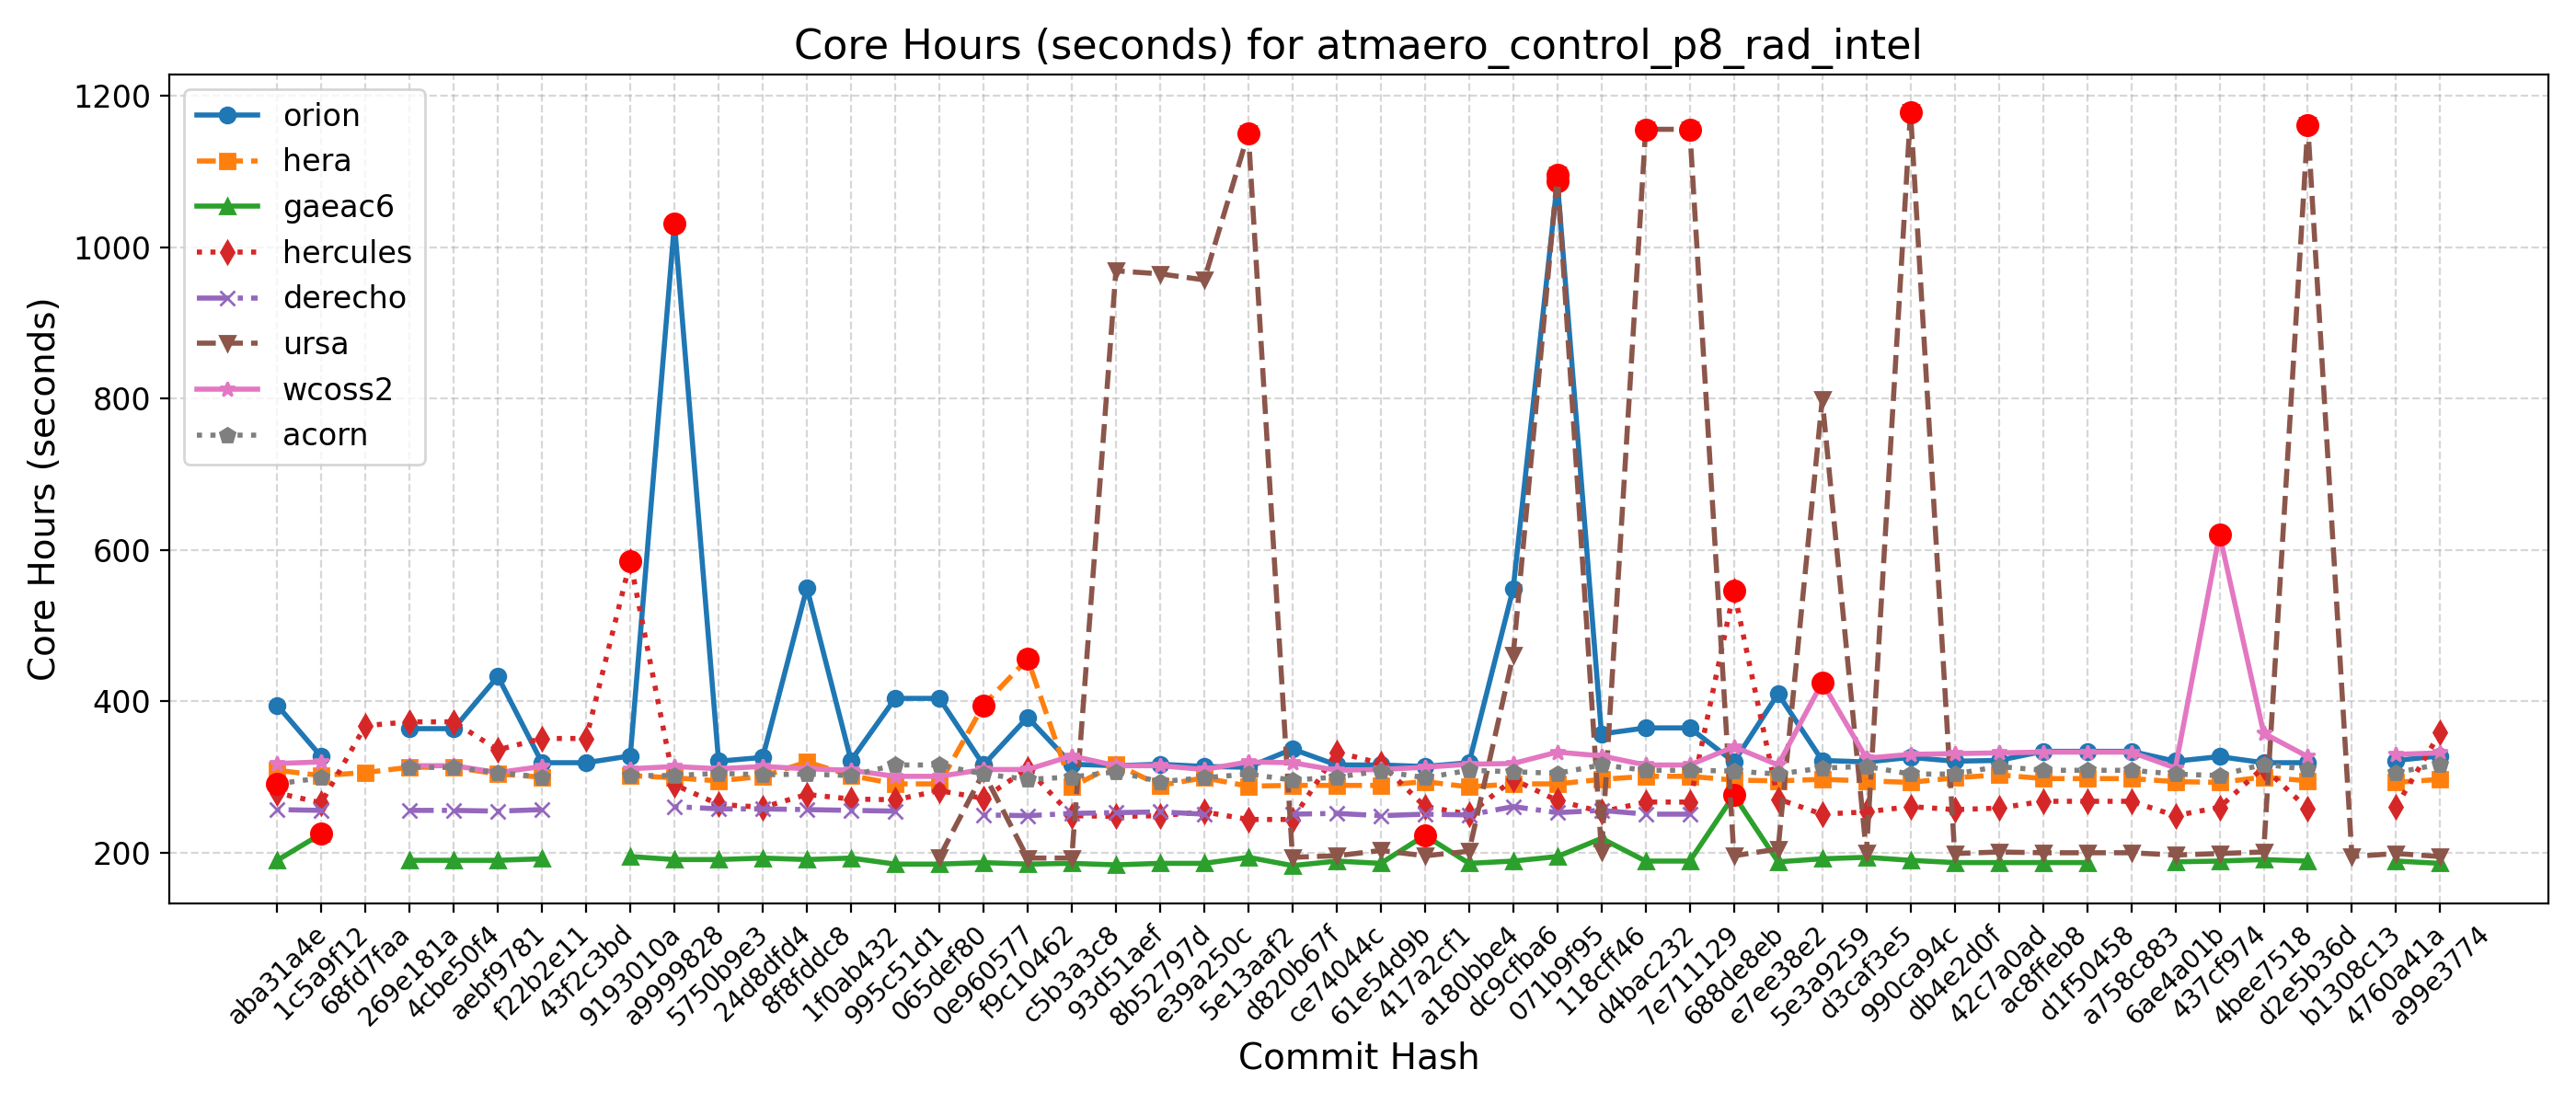 Core Hours (seconds) for atmaero_control_p8_rad_intel
Core Hours (seconds)
1200
1000
800
600
400
200
orion
hera
gaeac6
hercules
derecho
ursa
wcoss2
acorn
aba31a4e
1c5a9f12
68fd7faa
269e181a
4cbe50f4
aebf9781
f22b2e11
43f2c3bd
9193010a
a9999828
5750b9e3
24d8dfd4
8f8fddc8
1f0ab432
995c51d1
065def80
0e960577
f9c10462
c5b3a3c8
93d51aef
8b52797d
e39a250c
5e13aaf2
d820b67f
ce74044c
61e54d9b
417a2cf1
a180bbe4
dc9cfba6
071b9f95
118cff46
d4bac232
7e711129
688de8eb
e7ee38e2
5e3a9259
d3caf3e5
990ca94c
db4e2d0f
42c7a0ad
ac8ffeb8
d1f50458
a758c883
6ae4a01b
437cf974
4bee7518
d2e5b36d
b1308c13
4760a41a
a99e3774
Commit Hash